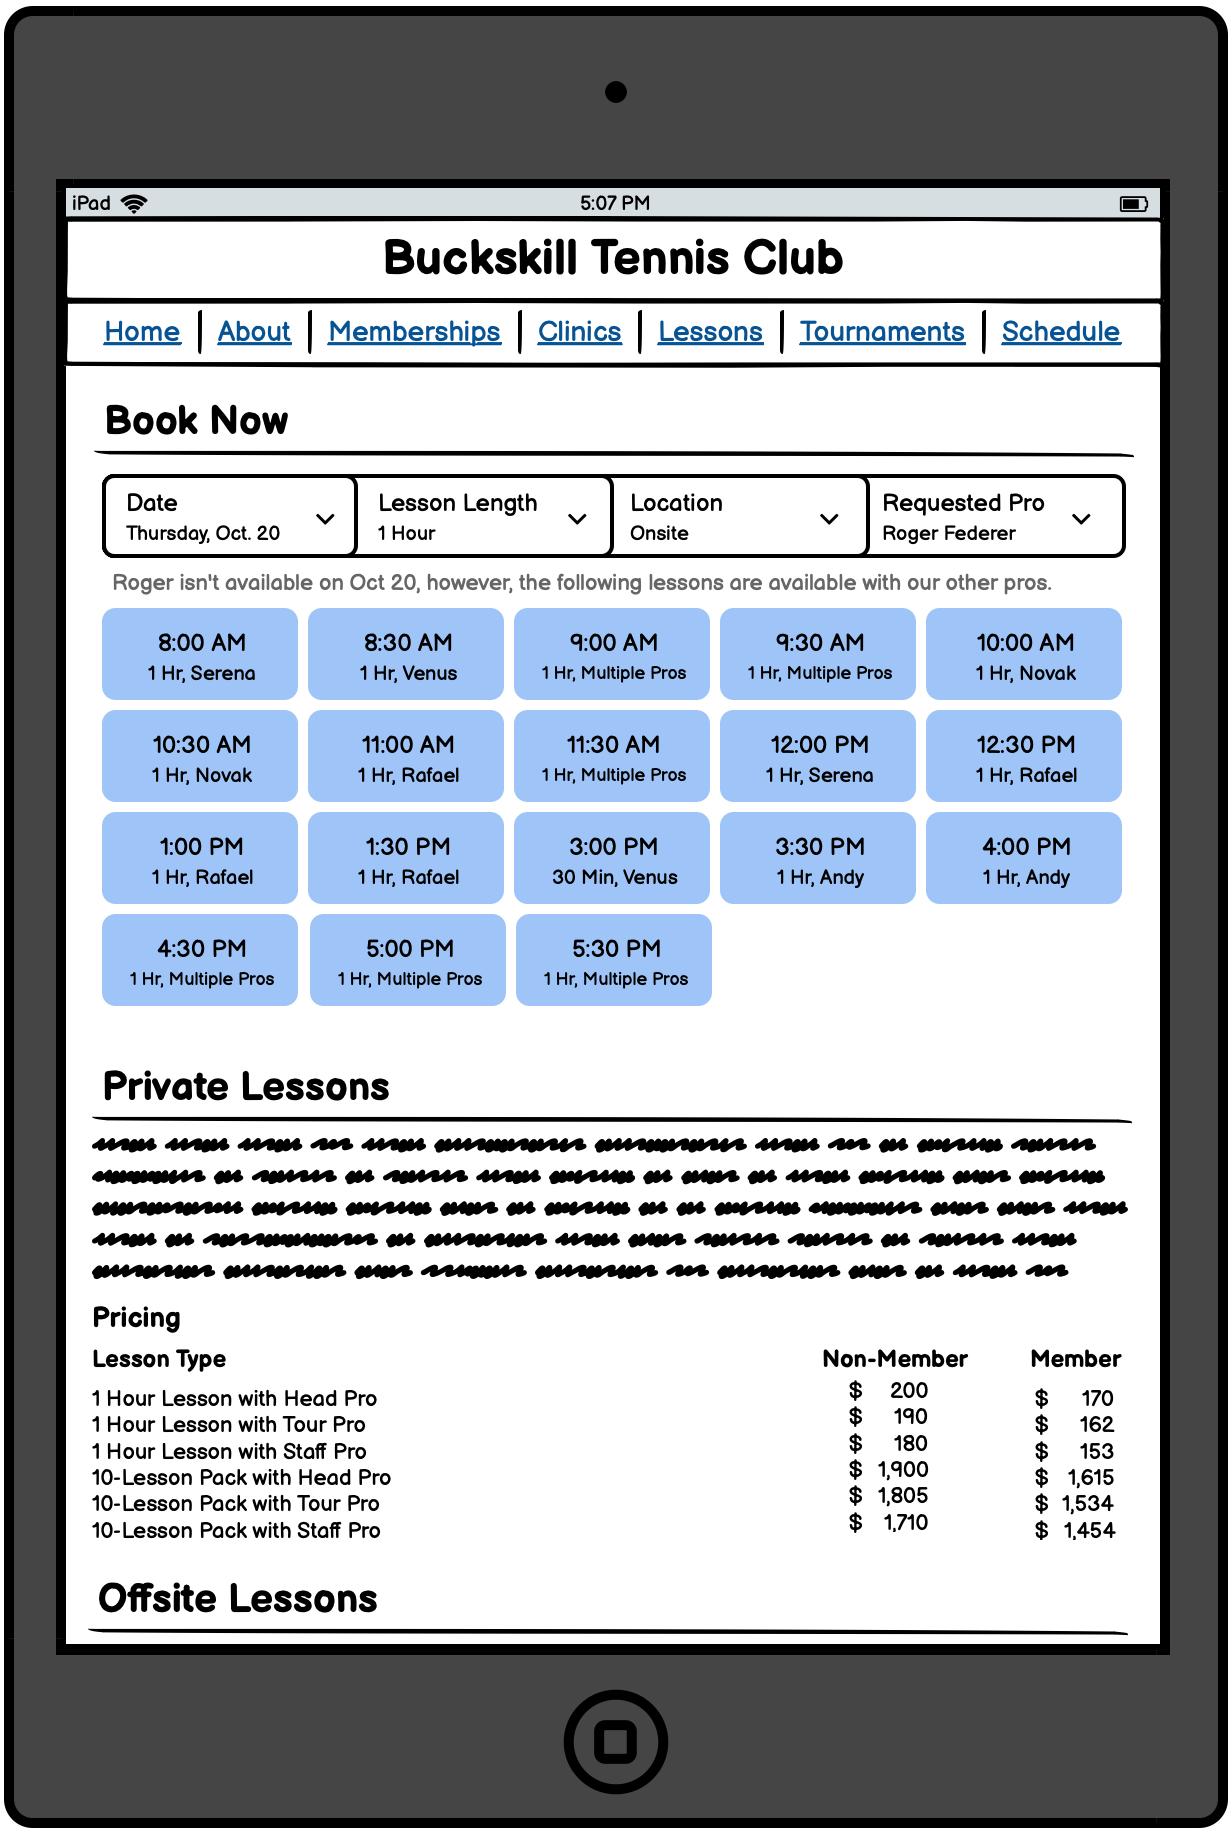 iPad 5:07 PM
Buckskill Tennis Club
Home About Memberships Clinics Lessons Tournaments Schedule
Book Now
Date Lesson Length Location Requested Pro
Thursday, Oct. 20 1 Hour Onsite Roger Federer
Roger isn't available on Oct 20, however, the following lessons are available with our other pros.
8:00 AM 8:30 AM 9:00 AM 9:30 AM 10:00 AM
1 Hr, Serena 1 Hr, Venus 1 Hr, Multiple Pros 1 Hr, Multiple Pros 1 Hr, Novak
10:30 AM 11:00 AM 11:30 AM 12:00 PM 12:30 PM
1 Hr, Novak 1 Hr, Rafael 1 Hr, Multiple Pros 1 Hr, Serena 1 Hr, Rafael
1:00 PM 1:30 PM 3:00 PM 3:30 PM 4:00 PM
1 Hr, Rafael 1 Hr, Rafael 30 Min, Venus 1 Hr, Andy 1 Hr, Andy
4:30 PM 5:00 PM 5:30 PM
1 Hr, Multiple Pros 1 Hr, Multiple Pros 1 Hr, Multiple Pros
Private Lessons
Pricing
Lesson Type Non-Member Member
1 Hour Lesson with Head Pro $ 200 $ 170
1 Hour Lesson with Tour Pro $ 190 $ 162
1 Hour Lesson with Staff Pro $ 180 $ 153
10-Lesson Pack with Head Pro $ 1,900 $ 1,615
10-Lesson Pack with Tour Pro $ 1,805 $ 1,534
10-Lesson Pack with Staff Pro $ 1,710 $ 1,454
Offsite Lessons